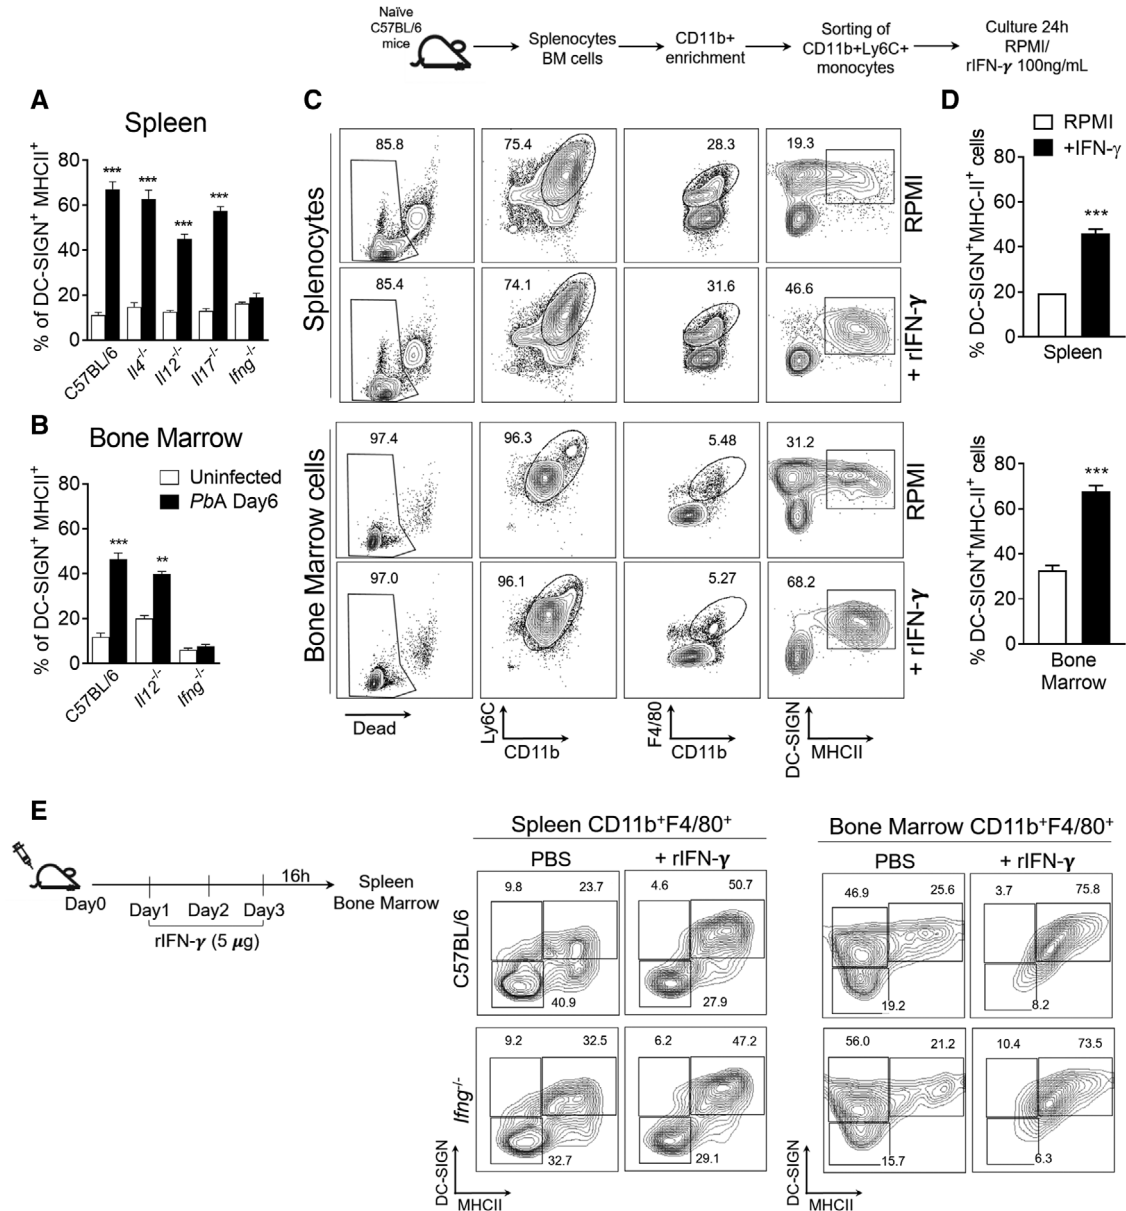 Naïve
C57BL/6
mice
Splenocytes
BM cells
CD11b+
enrichment
Sorting of
CD11b+Ly6C+
monocytes
Culture 24h
RPMI/
rIFN-γ 100ng/mL
A
Spleen
% of DC-SIGN⁺ MHCII⁺
80
60
40
20
0
***
***
***
***
C57BL/6
Il4⁻/⁻
Il12⁻/⁻
Il17⁻/⁻
Ifng⁻/⁻
B
Bone Marrow
% of DC-SIGN⁺ MHCII⁺
80
60
40
20
0
Uninfected
PbA Day6
***
**
C57BL/6
Il12⁻/⁻
Ifng⁻/⁻
C
Splenocytes
85.8
75.4
28.3
19.3
RPMI
85.4
74.1
31.6
46.6
+ rIFN-γ
Bone Marrow cells
97.4
96.3
5.48
31.2
RPMI
97.0
96.1
5.27
68.2
+ rIFN-γ
Dead
Ly6C
CD11b
F4/80
CD11b
DC-SIGN
MHCII
D
RPMI
+IFN-γ
% DC-SIGN⁺MHC-II⁺ cells
80
60
40
20
0
***
Spleen
% DC-SIGN⁺MHC-II⁺ cells
80
60
40
20
0
***
Bone
Marrow
E
Day0
Day1
Day2
Day3
16h
rIFN-γ (5 μg)
Spleen
Bone Marrow
Spleen CD11b⁺F4/80⁺
PBS
+ rIFN-γ
Bone Marrow CD11b⁺F4/80⁺
PBS
+ rIFN-γ
C57BL/6
9.8
23.7
40.9
4.6
50.7
27.9
46.9
25.6
19.2
3.7
75.8
8.2
Ifng⁻/⁻
9.2
32.5
32.7
6.2
47.2
29.1
56.0
21.2
15.7
10.4
73.5
6.3
DC-SIGN
MHCII
DC-SIGN
MHCII